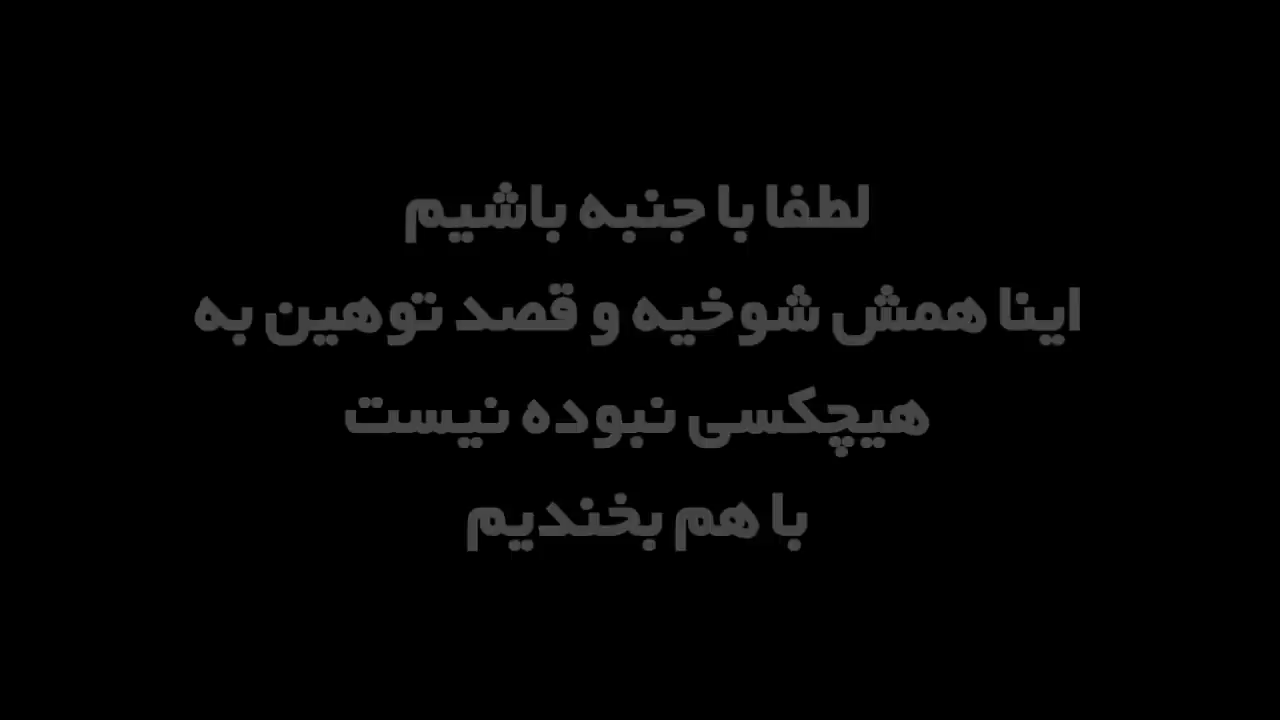 لطفا با جنبه باشیم
اینا همش شوخیه و قصد توهین به
هیچکسی نبوده نیست
با هم بخندیم